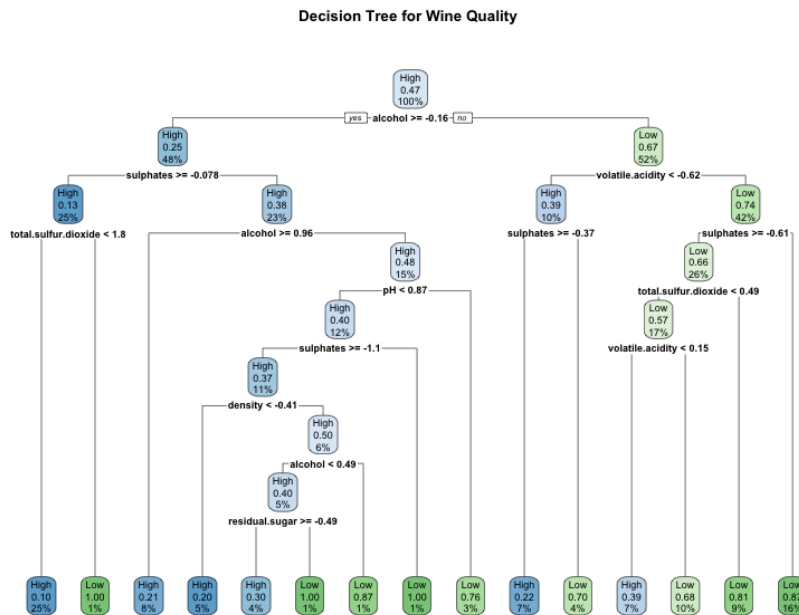 Decision Tree for Wine Quality
High
0.47
100%
yes alcohol >= -0.16 no
High
0.25
48%
Low
0.67
52%
sulphates >= -0.078
volatile.acidity < -0.62
High
0.13
25%
High
0.38
23%
High
0.39
10%
Low
0.74
42%
total.sulfur.dioxide < 1.8
alcohol >= 0.96
sulphates >= -0.37
sulphates >= -0.61
High
0.48
15%
Low
0.66
26%
pH < 0.87
total.sulfur.dioxide < 0.49
High
0.40
12%
Low
0.57
17%
sulphates >= -1.1
volatile.acidity < 0.15
High
0.37
11%
density < -0.41
High
0.50
6%
alcohol < 0.49
High
0.40
5%
residual.sugar >= -0.49
High
0.10
25%
Low
1.00
1%
High
0.21
8%
High
0.20
5%
High
0.30
4%
Low
1.00
1%
Low
0.87
1%
Low
1.00
1%
Low
0.76
3%
High
0.22
7%
Low
0.70
4%
High
0.39
7%
Low
0.68
10%
Low
0.81
9%
Low
0.87
16%